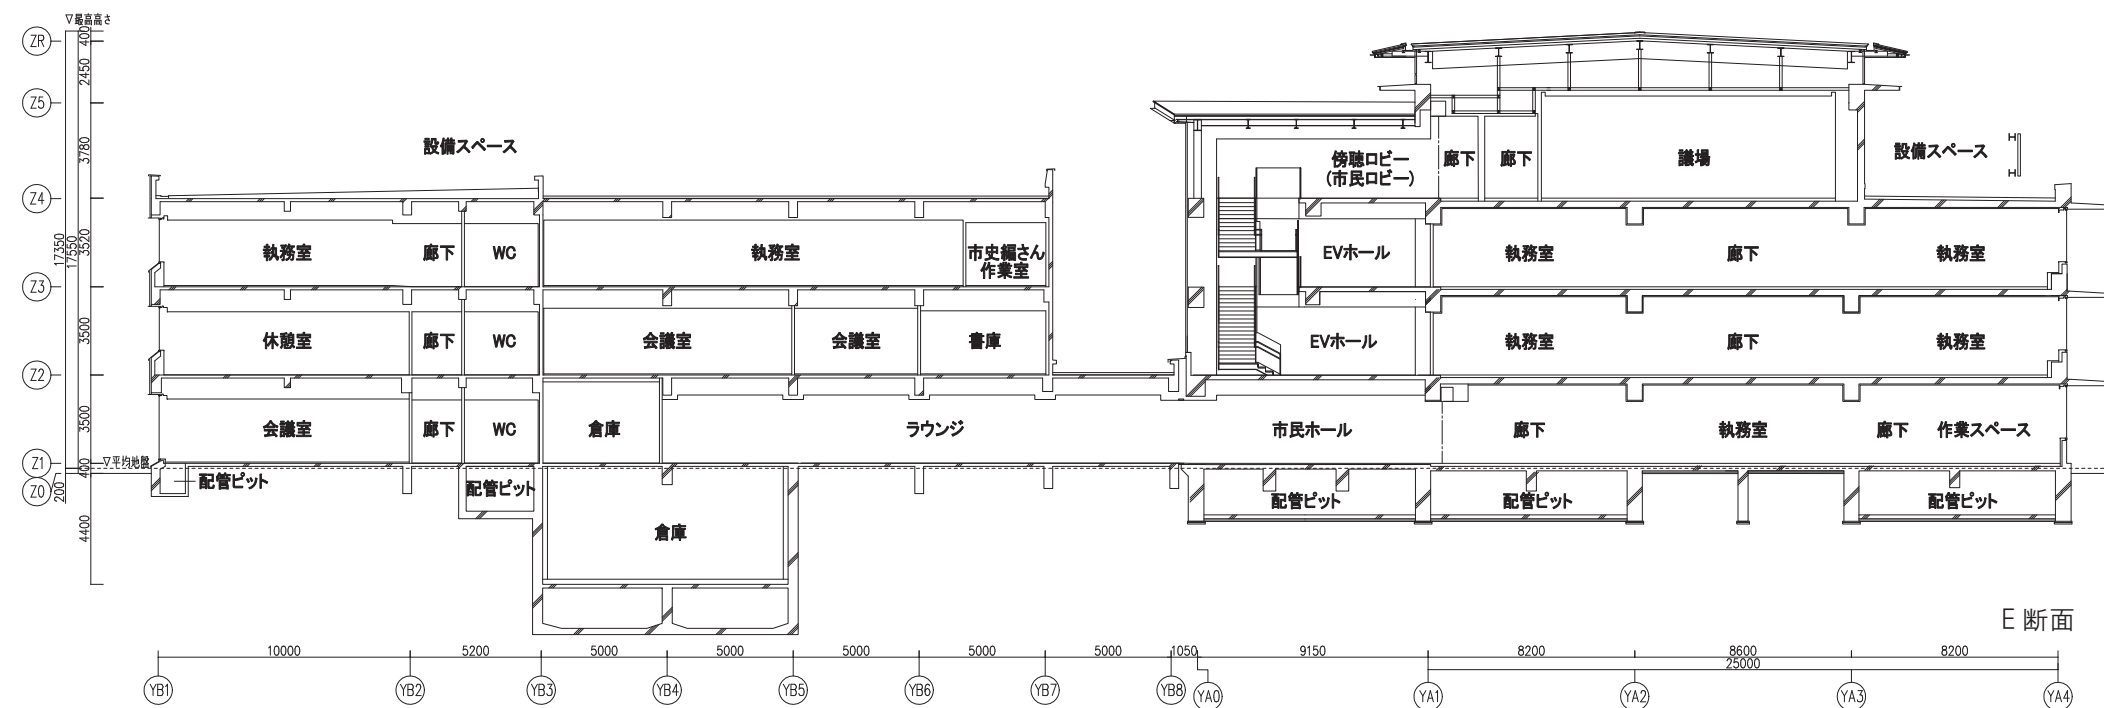 ▽最高高さ
ZR
400
2450
Z5
3780
設備スペース
傍聴ロビー
(市民ロビー)
廊下
廊下
議場
設備スペース
Z4
17350
17550
3520
執務室
廊下
WC
執務室
市史編さん
作業室
EVホール
執務室
廊下
執務室
Z3
3500
休憩室
廊下
WC
会議室
会議室
書庫
EVホール
執務室
廊下
執務室
Z2
3500
会議室
廊下
WC
倉庫
ラウンジ
市民ホール
廊下
執務室
廊下
作業スペース
Z1
▽平均地盤
400
Z0
200
配管ピット
配管ピット
配管ピット
配管ピット
配管ピット
4400
倉庫
E 断面
10000
5200
5000
5000
5000
5000
5000
1050
9150
8200
8600
8200
25000
YB1
YB2
YB3
YB4
YB5
YB6
YB7
YB8
YA0
YA1
YA2
YA3
YA4